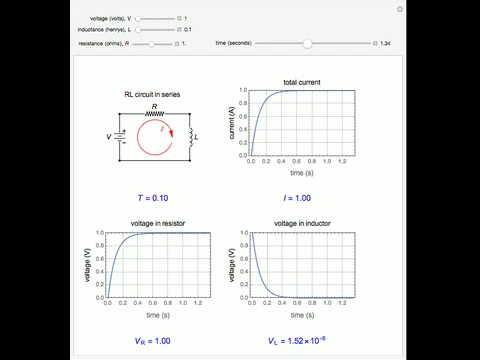 voltage (volts), V 1
inductance (henrys), L 0.1
resistance (ohms), R 1. time (seconds) 1.34
RL circuit in series
R
I
V
L
+
−
T = 0.10
total current
current (A)
1.0
0.8
0.6
0.4
0.2
0.0
0.0 0.2 0.4 0.6 0.8 1.0 1.2
time (s)
I = 1.00
voltage in resistor
voltage (V)
1.0
0.8
0.6
0.4
0.2
0.0
0.0 0.2 0.4 0.6 0.8 1.0 1.2
time (s)
VR = 1.00
voltage in inductor
voltage (V)
1.0
0.8
0.6
0.4
0.2
0.0
0.0 0.2 0.4 0.6 0.8 1.0 1.2
time (s)
VL = 1.52×10⁻⁶